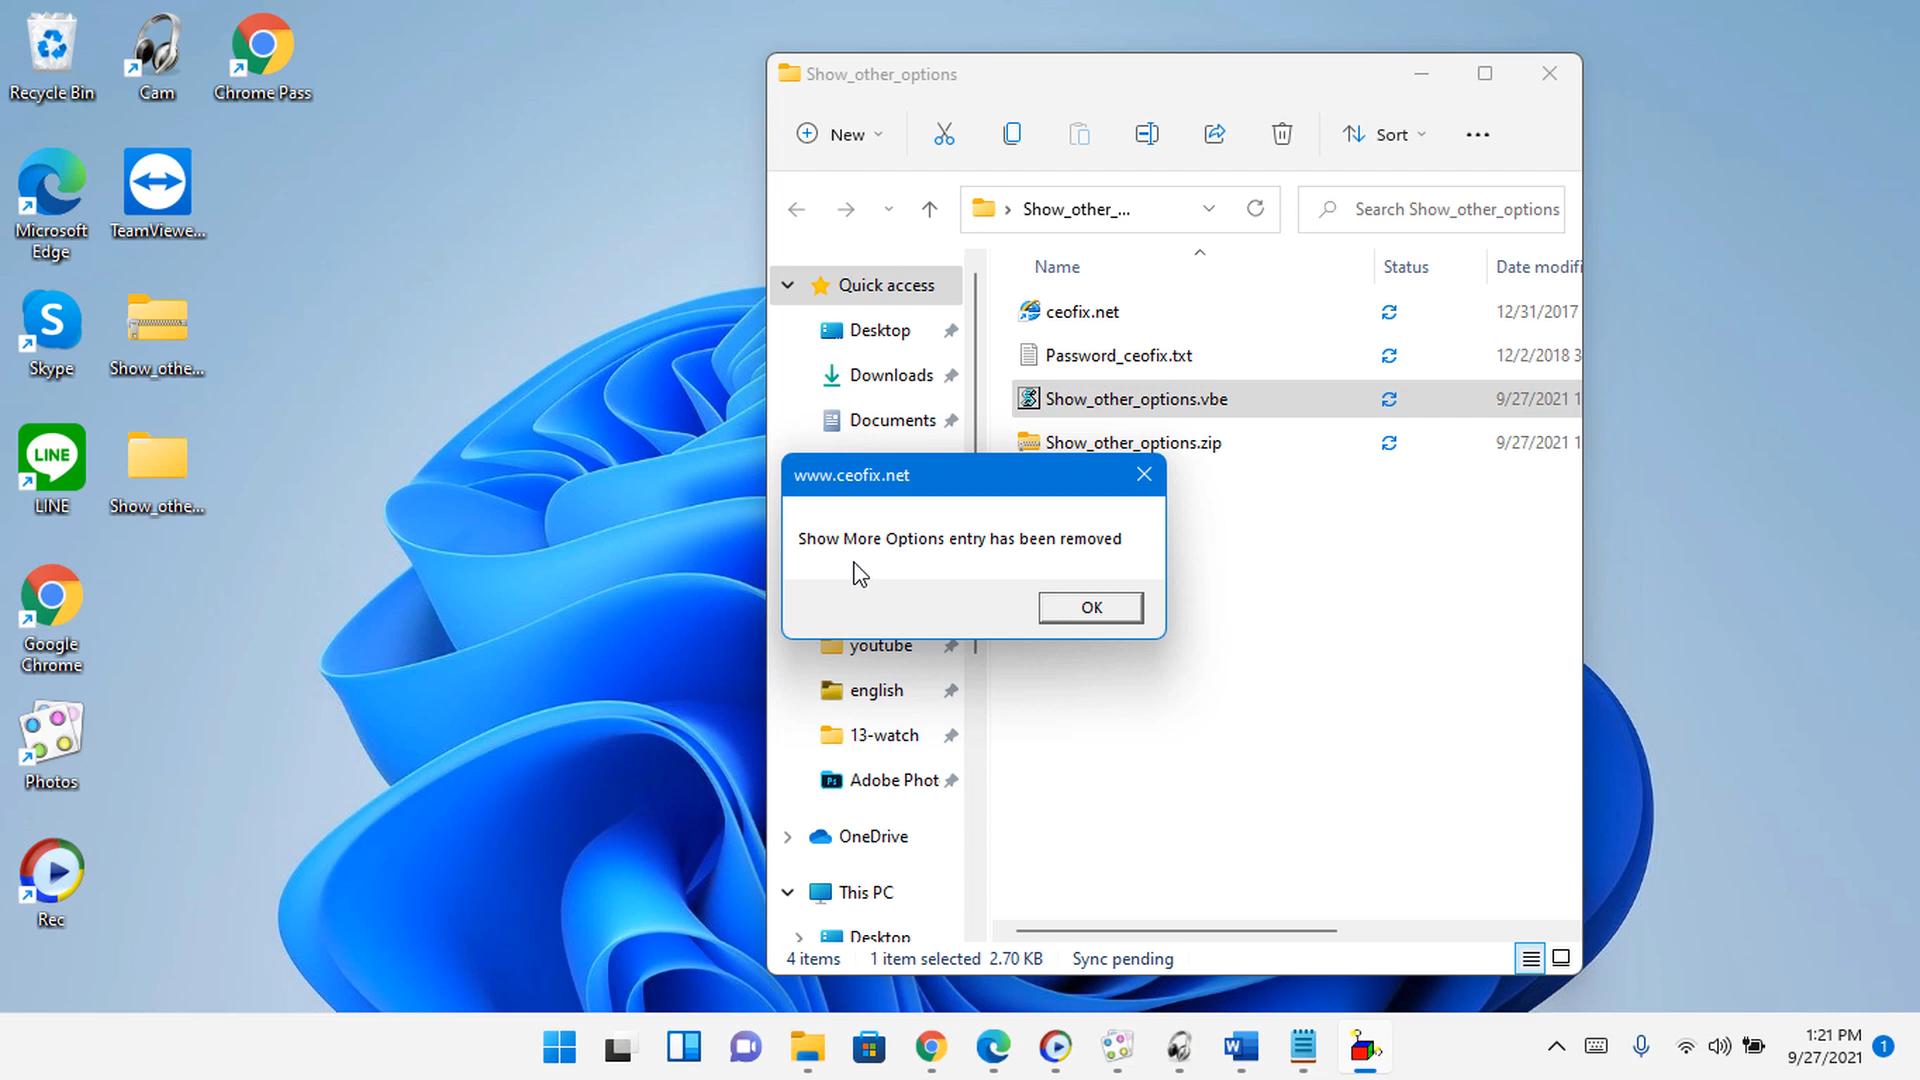 Recycle Bin
Cam
Chrome Pass
Microsoft
Edge
TeamViewe...
Skype
Show_othe...
LINE
Show_othe...
Google
Chrome
Photos
Rec
Show_other_options
New
Sort
Show_other_...
Search Show_other_options
Name
Status
Date modifi
Quick access
Desktop
Downloads
Documents
youtube
english
13-watch
Adobe Phot
OneDrive
This PC
Desktop
ceofix.net
12/31/2017
Password_ceofix.txt
12/2/2018 3
Show_other_options.vbe
9/27/2021 1
Show_other_options.zip
9/27/2021 1
www.ceofix.net
Show More Options entry has been removed
OK
4 items
1 item selected 2.70 KB
Sync pending
1:21 PM
9/27/2021
1